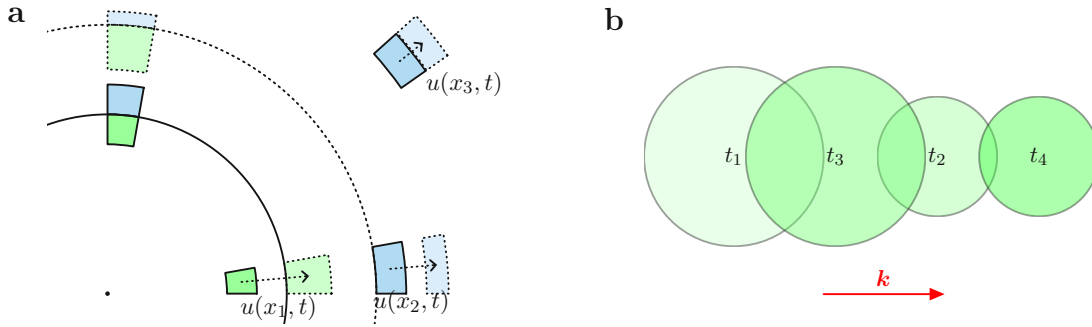 a
u(x₃, t)
u(x₁, t)
u(x₂, t)
b
t₁
t₃
t₂
t₄
k